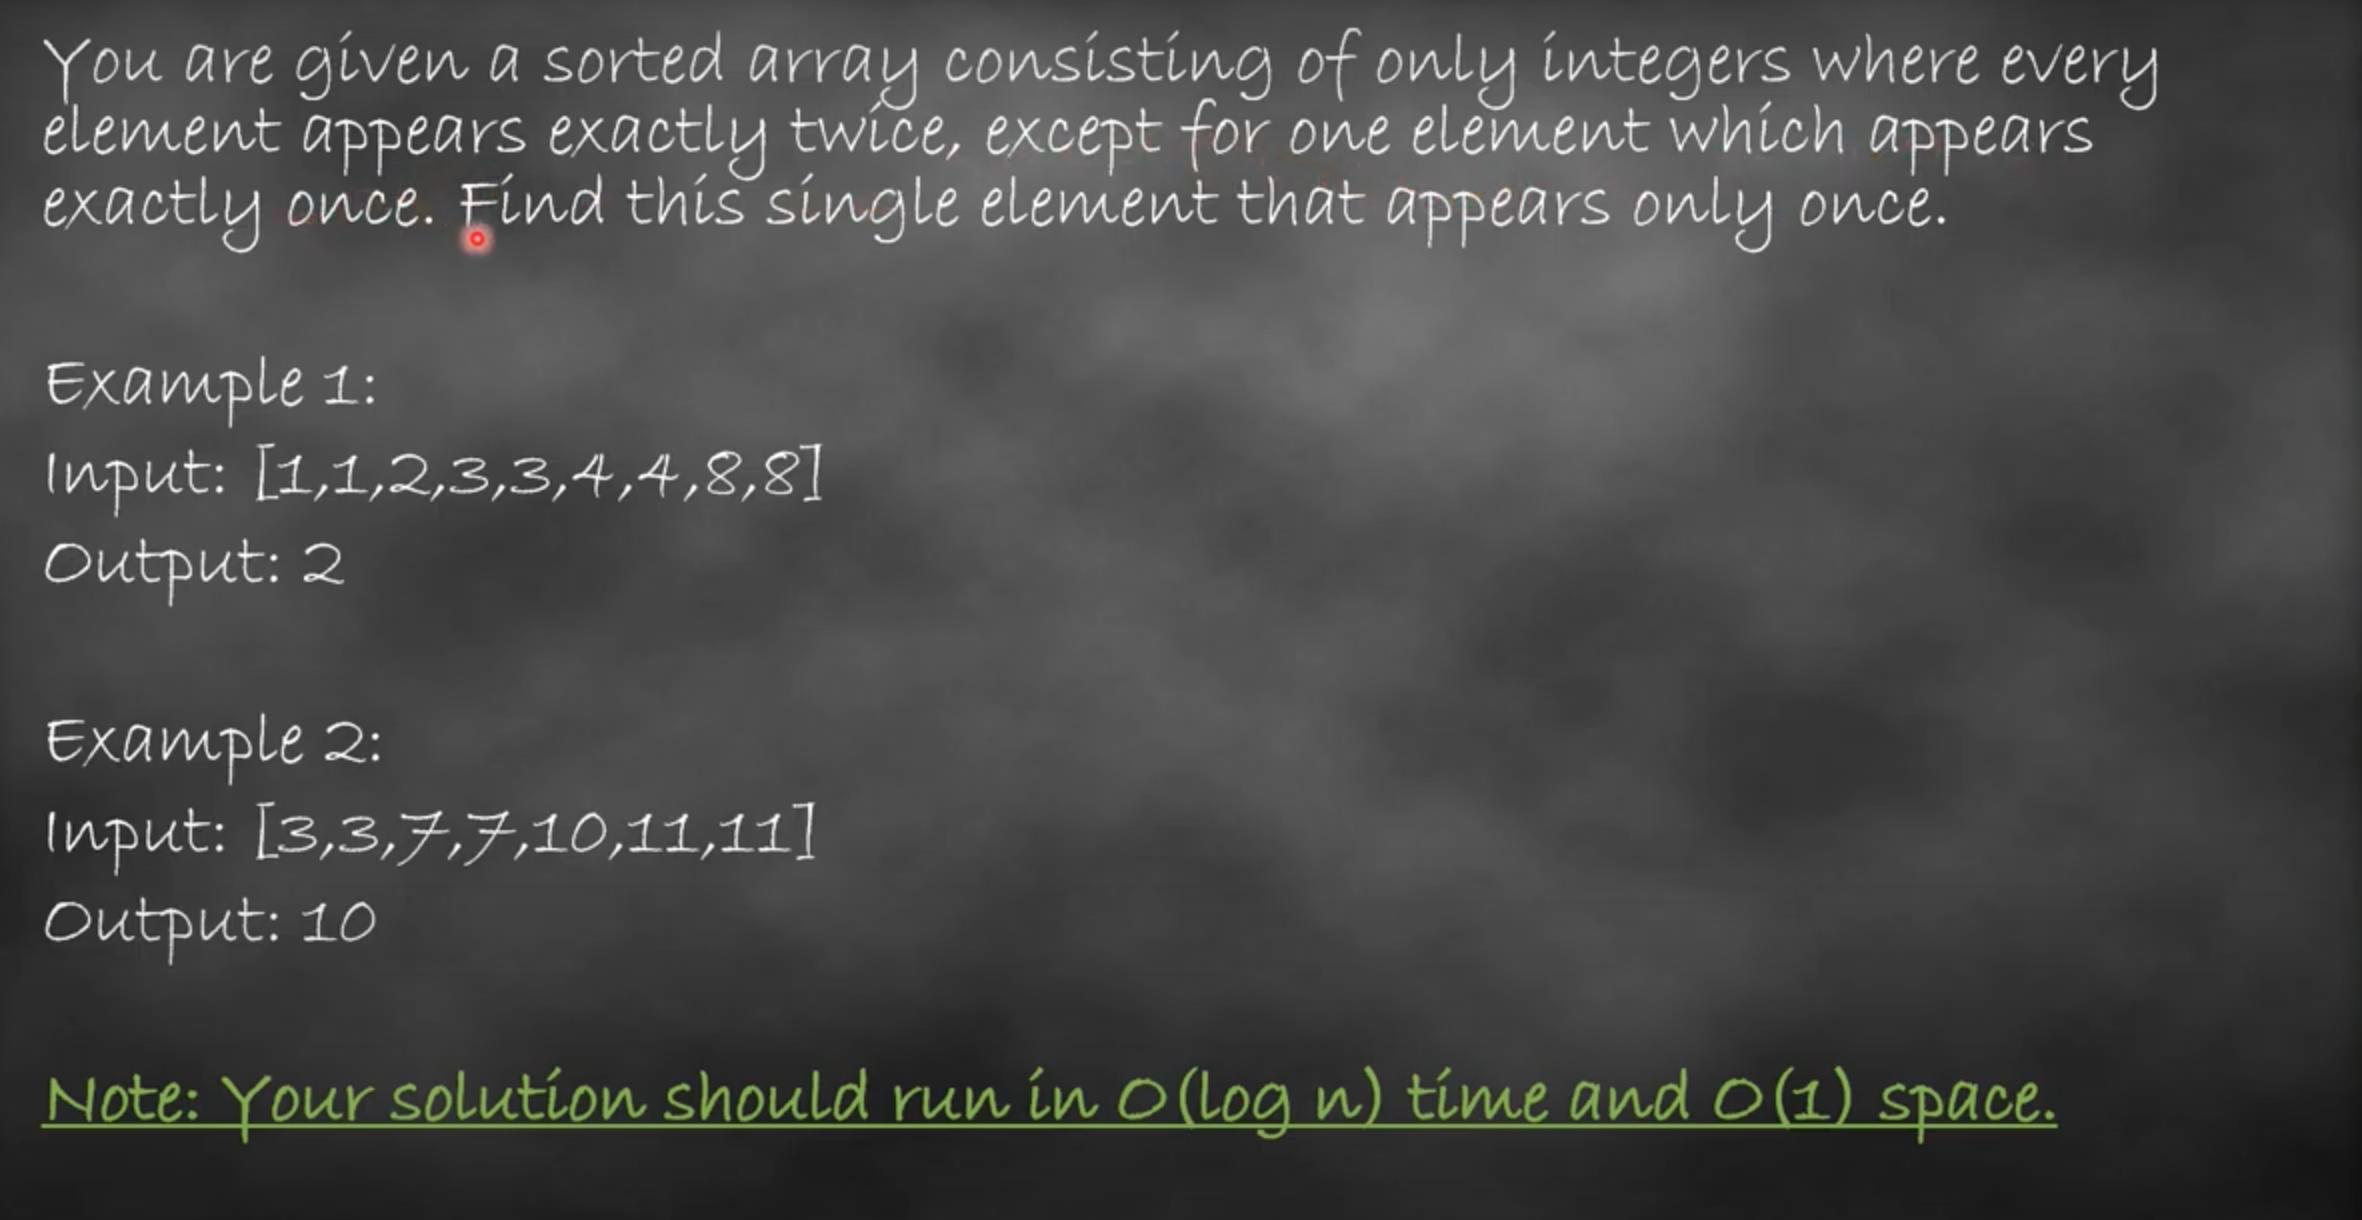 You are given a sorted array consisting of only integers where every
element appears exactly twice, except for one element which appears
exactly once. Find this single element that appears only once.
Example 1:
Input: [1,1,2,3,3,4,4,8,8]
Output: 2
Example 2:
Input: [3,3,7,7,10,11,11]
Output: 10
Note: Your solution should run in O(log n) time and O(1) space.